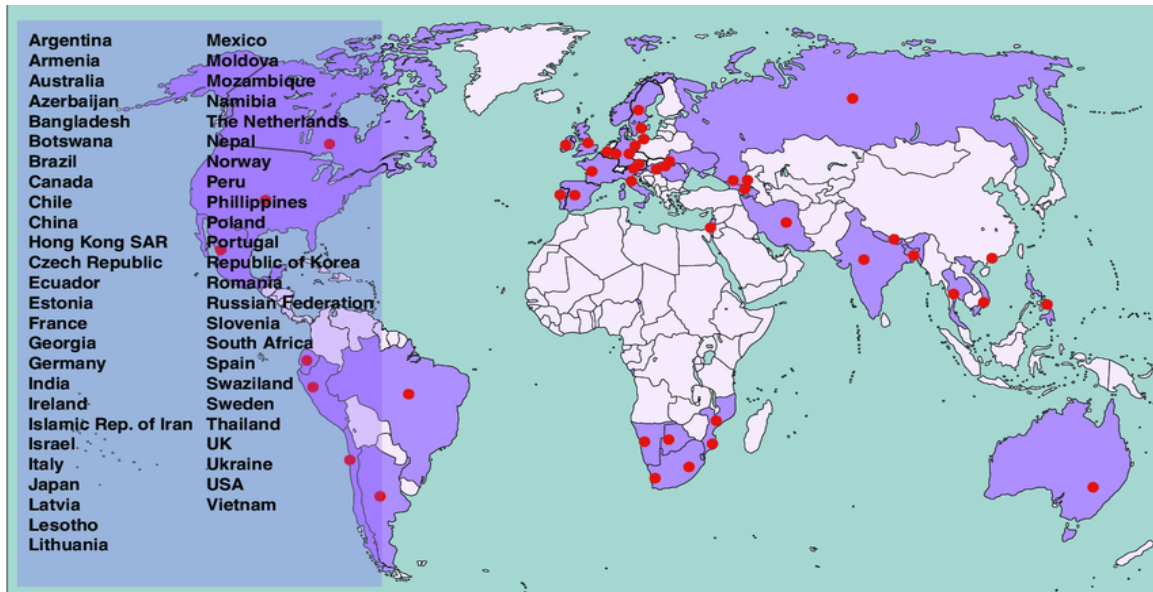 Argentina
Armenia
Australia
Azerbaijan
Bangladesh
Botswana
Brazil
Canada
Chile
China
Hong Kong SAR
Czech Republic
Ecuador
Estonia
France
Georgia
Germany
India
Ireland
Islamic Rep. of Iran
Israel
Italy
Japan
Latvia
Lesotho
Lithuania
Mexico
Moldova
Mozambique
Namibia
The Netherlands
Nepal
Norway
Peru
Phillippines
Poland
Portugal
Republic of Korea
Romania
Russian Federation
Slovenia
South Africa
Spain
Swaziland
Sweden
Thailand
UK
Ukraine
USA
Vietnam